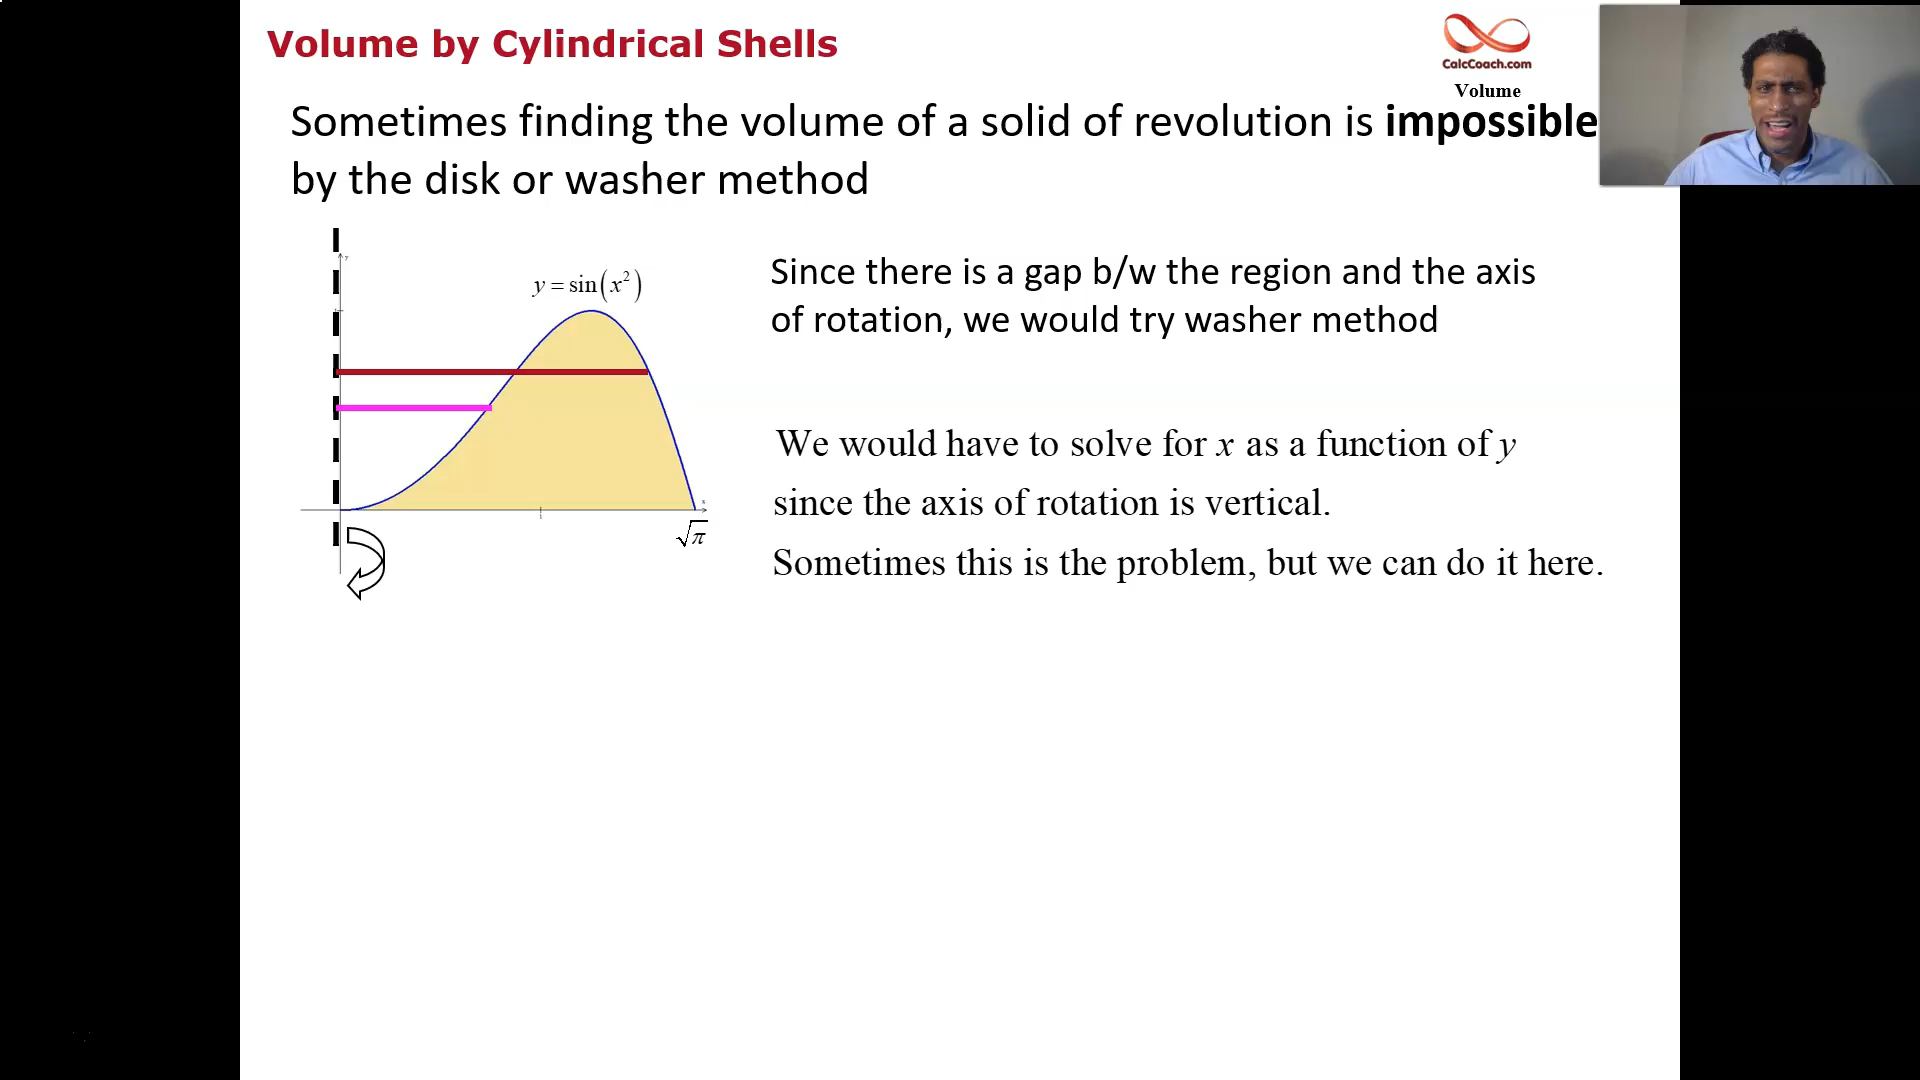 Volume by Cylindrical Shells
CalcCoach.com
Volume
Sometimes finding the volume of a solid of revolution is impossible
by the disk or washer method
y
y = sin(x²)
Since there is a gap b/w the region and the axis
of rotation, we would try washer method
We would have to solve for x as a function of y
since the axis of rotation is vertical.
Sometimes this is the problem, but we can do it here.
x
√π